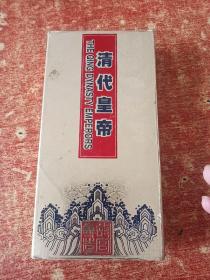 清代皇帝
THE QING DYNASTY EMPERORS